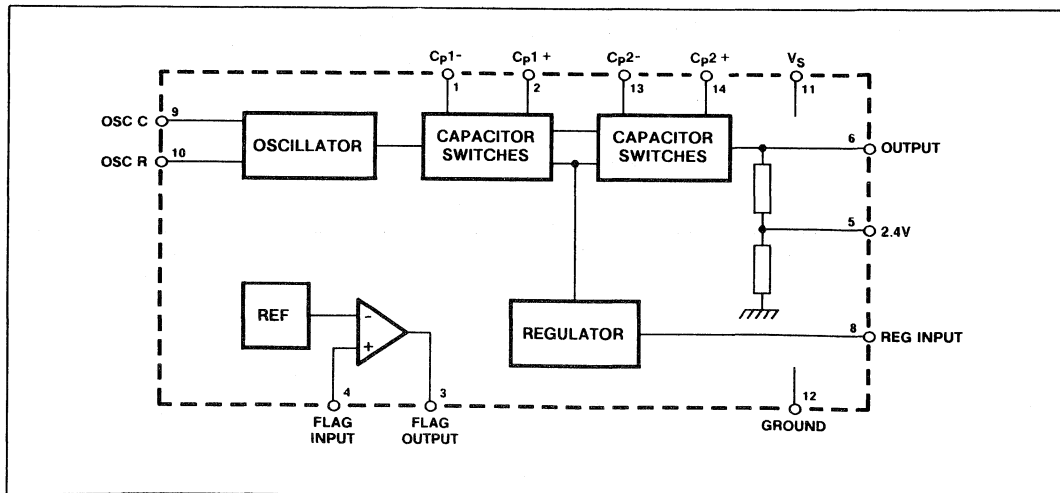 Cp1- Cp1+ Cp2- Cp2+ VS
1 2 13 14 11
OSC C 9
OSC R 10
OSCILLATOR
CAPACITOR
SWITCHES
CAPACITOR
SWITCHES
6 OUTPUT
5 2.4V
REF
-
+
REGULATOR
8 REG INPUT
4 3 12
FLAG
INPUT
FLAG
OUTPUT
GROUND